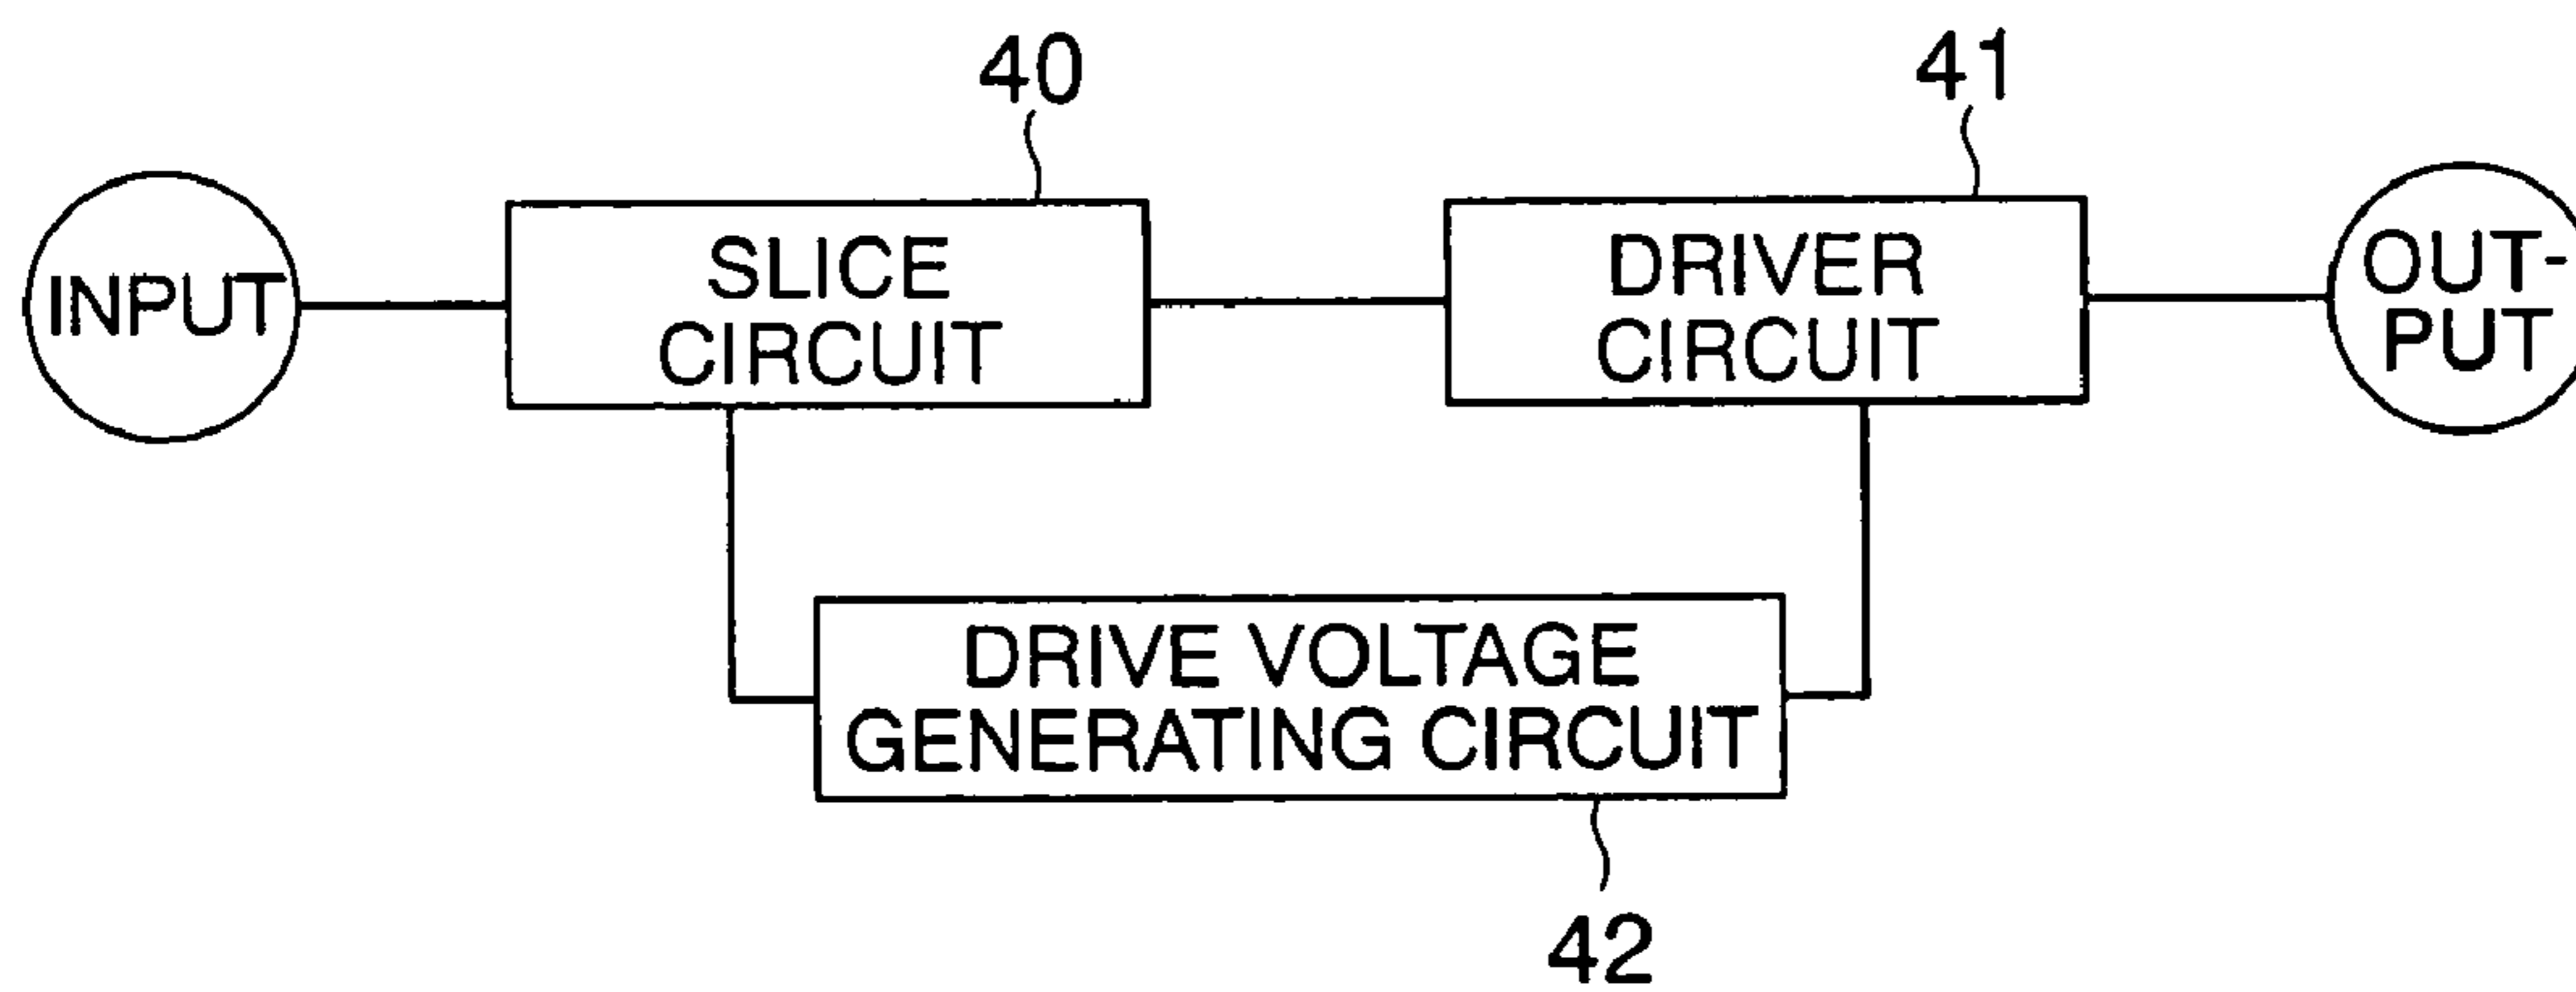 40
41
INPUT
SLICE
CIRCUIT
DRIVER
CIRCUIT
OUT-
PUT
DRIVE VOLTAGE
GENERATING CIRCUIT
42